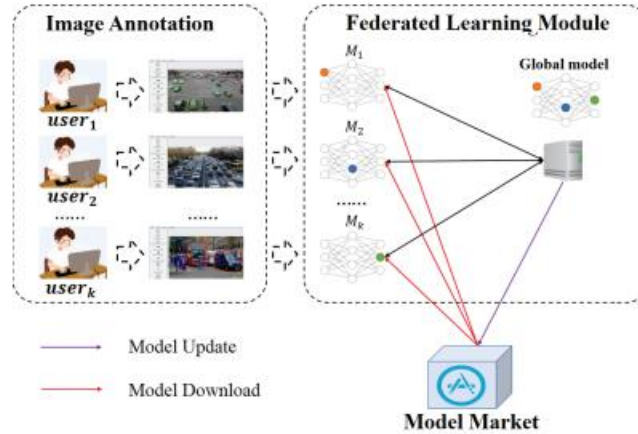 Image Annotation
user₁
user₂
......
......
userₖ
Federated Learning Module
M₁
Global model
M₂
......
Mₖ
Model Update
Model Download
Model Market